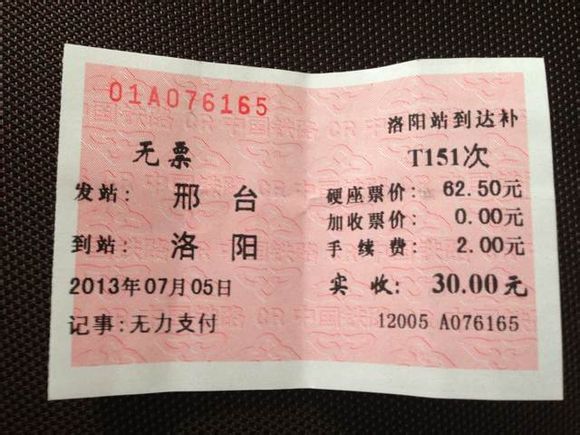 01A076165
洛阳站到达补
无票
T151次
发站: 邢台
硬座票价: 62.50元
加收票价: 0.00元
到站: 洛阳
手续费: 2.00元
2013年07月05日
实收: 30.00元
记事:无力支付
12005 A076165